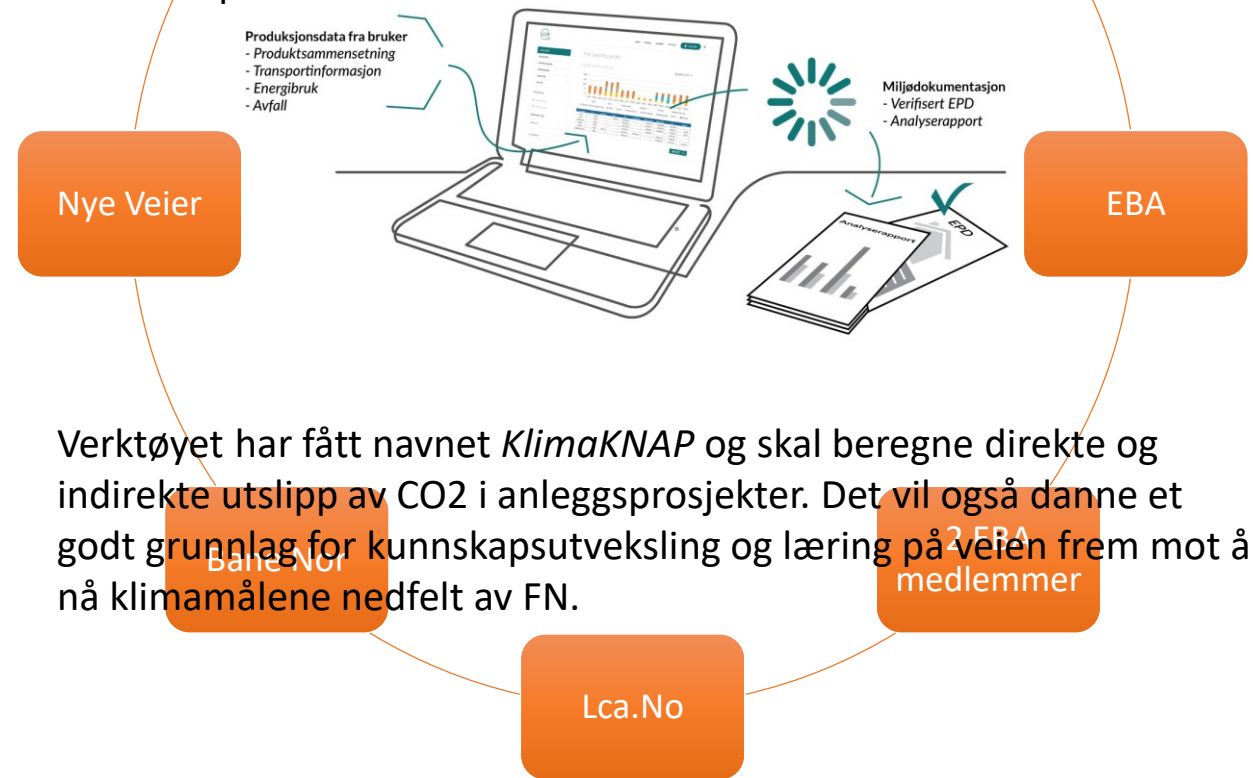 Produksjonsdata fra bruker
- Produktsammensetning
- Transportinformasjon
- Energibruk
- Avfall
Miljødokumentasjon
- Verifisert EPD
- Analyserapport
Nye Veier
EBA
Analyserapport
EPD
Verktøyet har fått navnet KlimaKNAP og skal beregne direkte og
indirekte utslipp av CO2 i anleggsprosjekter. Det vil også danne et
godt grunnlag for kunnskapsutveksling og læring på veien frem mot å
nå klimamålene nedfelt av FN.
Bane Nor
2 EBA
medlemmer
Lca.No